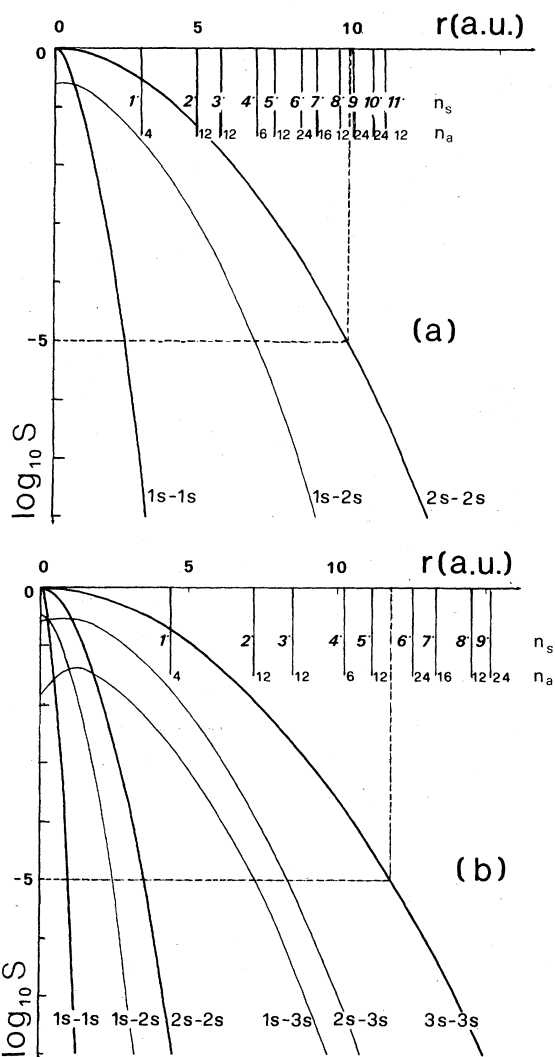 0 5 10 r(a.u.)
0
1· 2· 3· 4· 5· 6· 7· 8· 9 10· 11· n_s
4 12 12 6 12 24 16 12 24 24 12 n_a
(a)
-5
log₁₀ S
1s-1s 1s-2s 2s-2s
0 5 10 r(a.u.)
0
1· 2· 3· 4· 5· 6· 7· 8· 9· n_s
4 12 12 6 12 24 16 12 24 n_a
(b)
-5
log₁₀ S
1s-1s 1s-2s 2s-2s 1s-3s 2s-3s 3s-3s